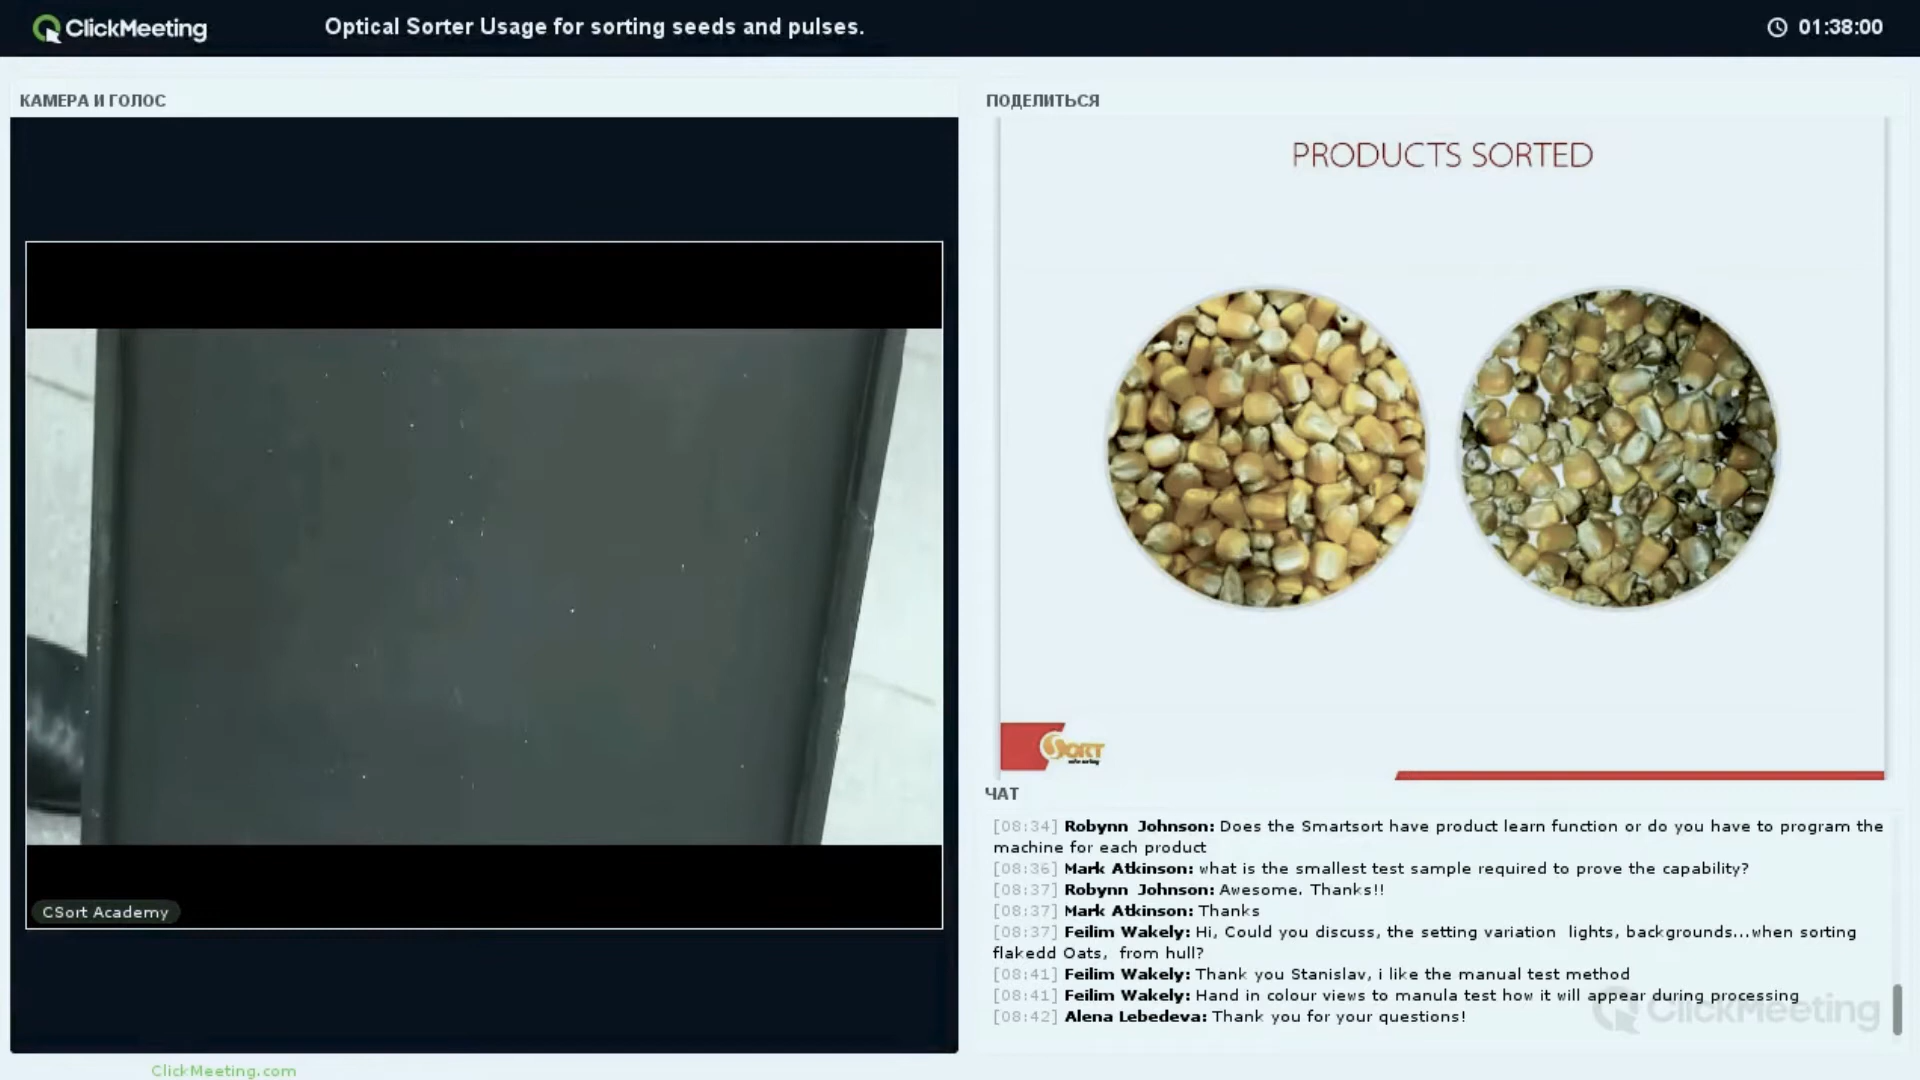 ClickMeeting
Optical Sorter Usage for sorting seeds and pulses.
01:38:00
КАМЕРА И ГОЛОС
ПОДЕЛИТЬСЯ
PRODUCTS SORTED
CSort Academy
SORT
ЧАТ
[08:34] Robynn Johnson: Does the Smartsort have product learn function or do you have to program the
machine for each product
[08:36] Mark Atkinson: what is the smallest test sample required to prove the capability?
[08:37] Robynn Johnson: Awesome. Thanks!!
[08:37] Mark Atkinson: Thanks
[08:37] Feilim Wakely: Hi, Could you discuss, the setting variation lights, backgrounds...when sorting
flakedd Oats, from hull?
[08:41] Feilim Wakely: Thank you Stanislav, i like the manual test method
[08:41] Feilim Wakely: Hand in colour views to manula test how it will appear during processing
[08:42] Alena Lebedeva: Thank you for your questions!
ClickMeeting
ClickMeeting.com